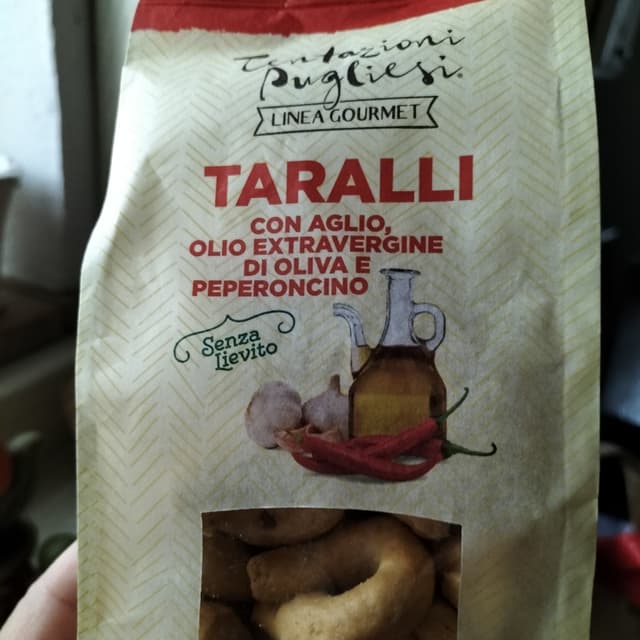 Tentazioni
Pugliesi®
LINEA GOURMET
TARALLI
CON AGLIO,
OLIO EXTRAVERGINE
DI OLIVA E
PEPERONCINO
Senza
Lievito